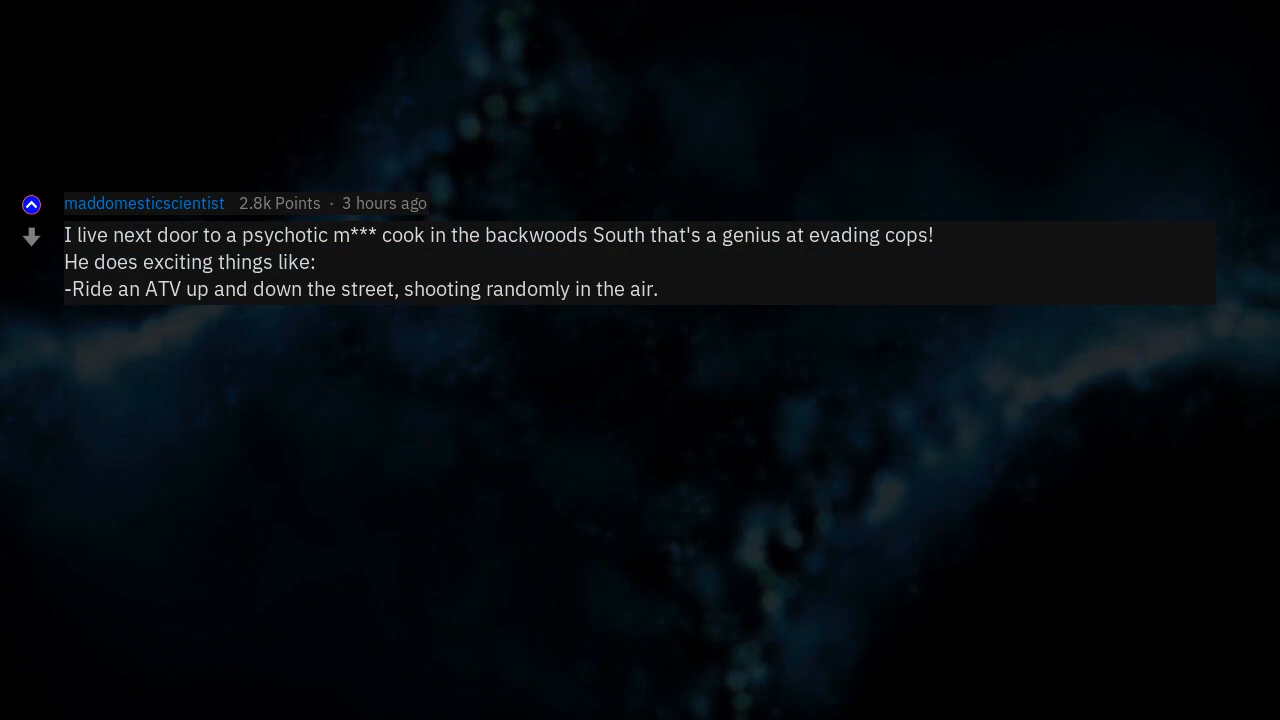 maddomesticscientist 2.8k Points · 3 hours ago
I live next door to a psychotic m*** cook in the backwoods South that's a genius at evading cops!
He does exciting things like:
-Ride an ATV up and down the street, shooting randomly in the air.